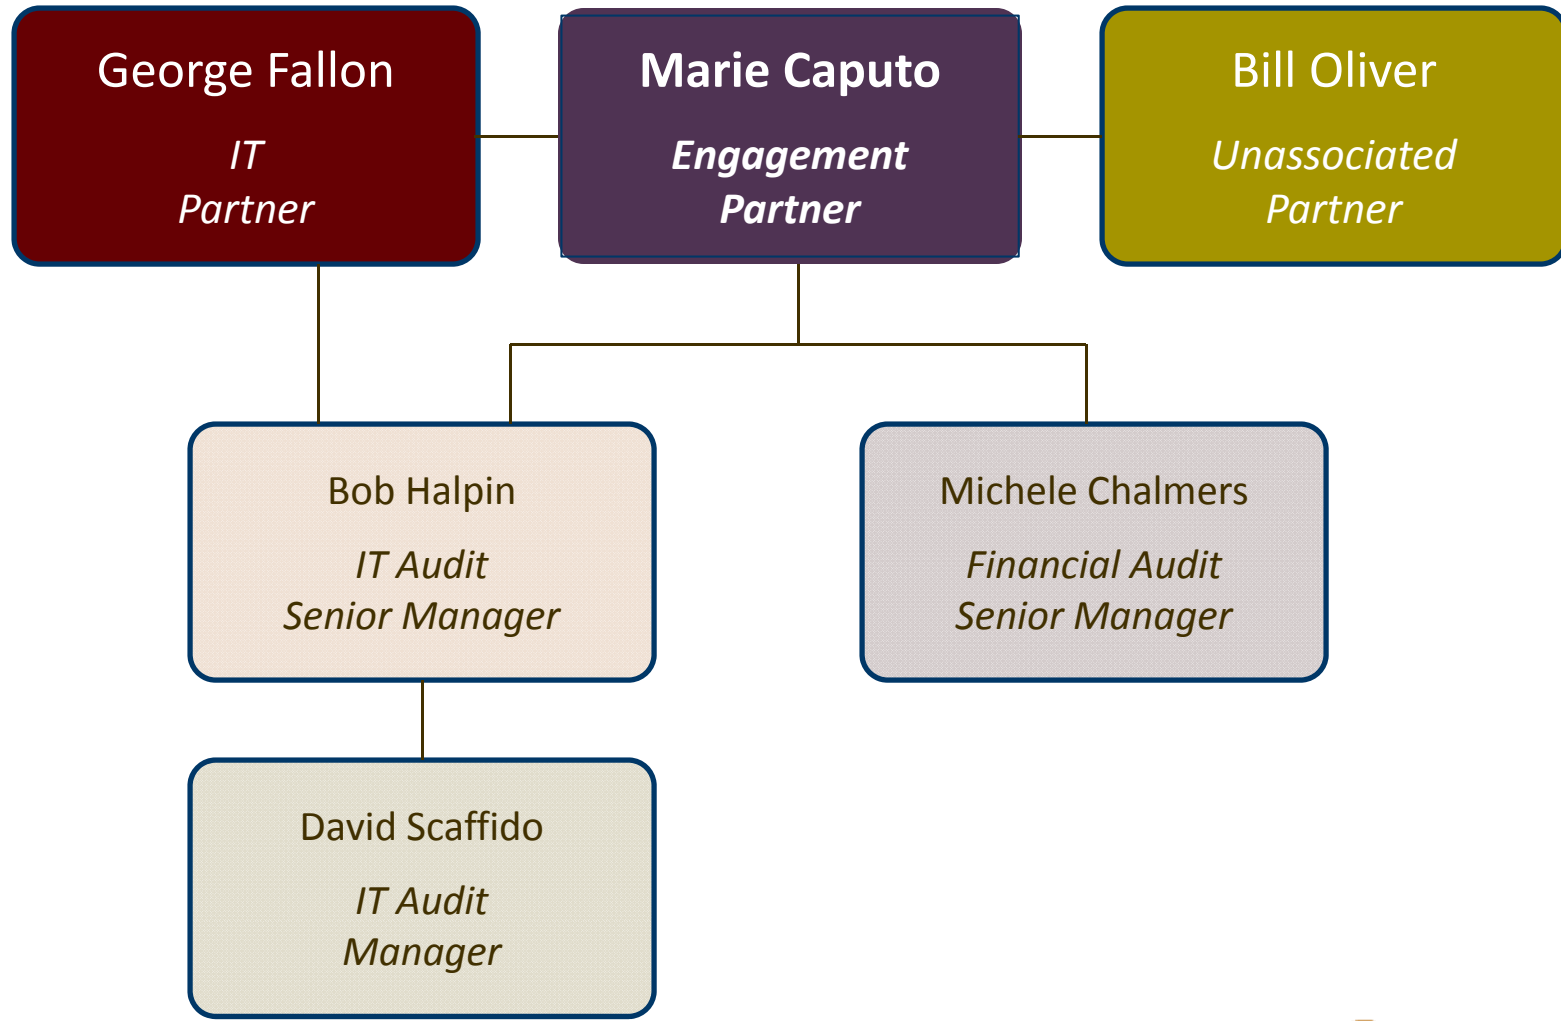 George Fallon
IT
Partner
Marie Caputo
Engagement
Partner
Bill Oliver
Unassociated
Partner
Bob Halpin
IT Audit
Senior Manager
Michele Chalmers
Financial Audit
Senior Manager
David Scaffido
IT Audit
Manager